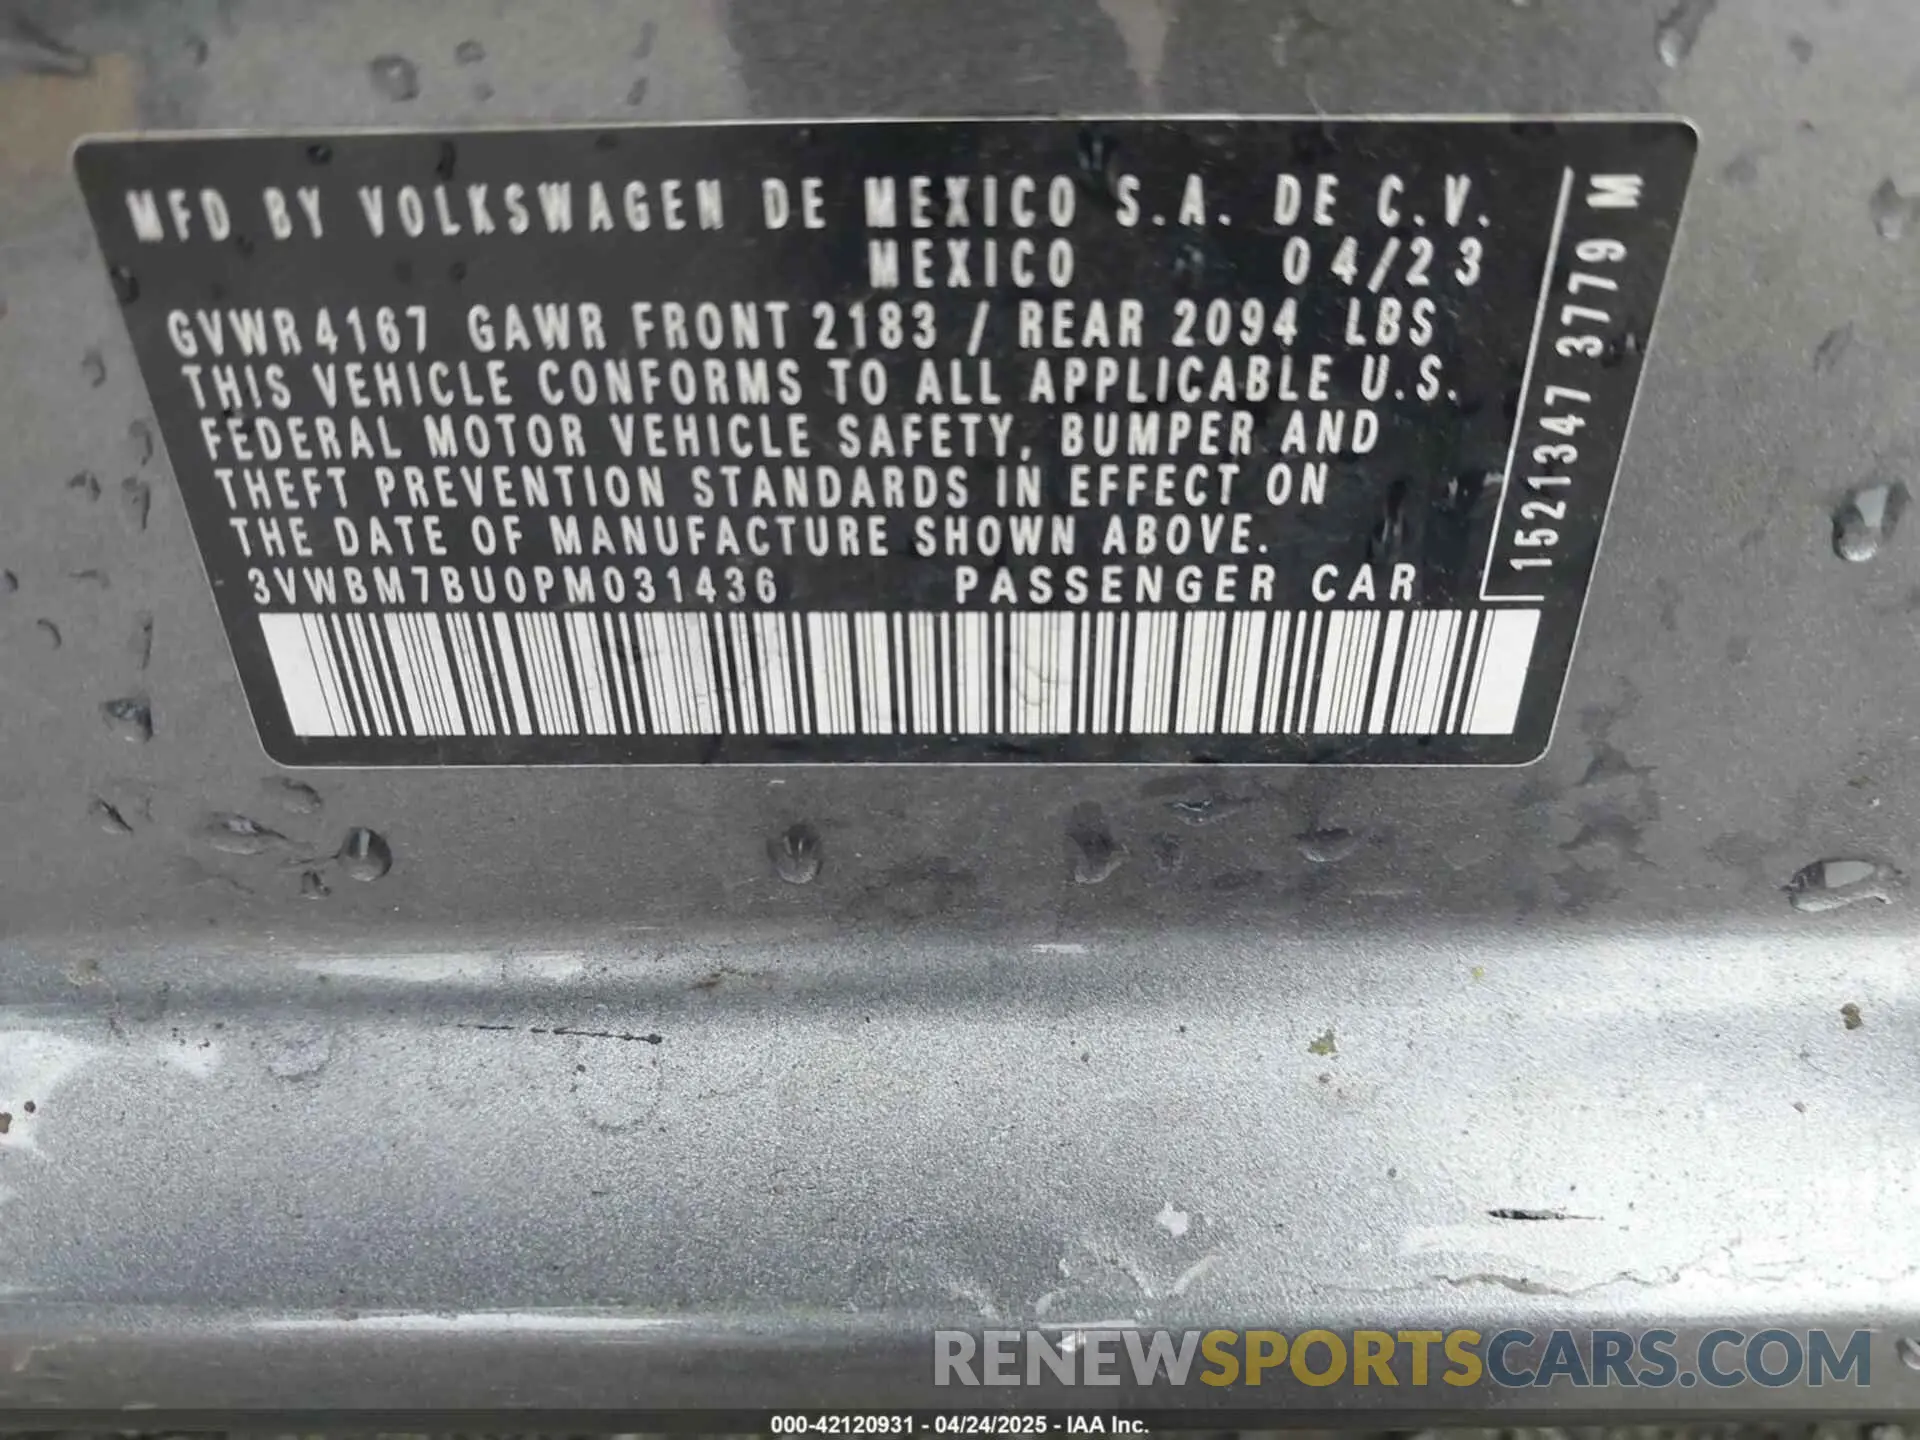 MFD BY VOLKSWAGEN DE MEXICO S.A. DE C.V.
MEXICO 04/23
GVWR 4167 GAWR FRONT 2183 / REAR 2094 LBS
THIS VEHICLE CONFORMS TO ALL APPLICABLE U.S.
FEDERAL MOTOR VEHICLE SAFETY, BUMPER AND
THEFT PREVENTION STANDARDS IN EFFECT ON
THE DATE OF MANUFACTURE SHOWN ABOVE.
3VWBM7BU0PM031436 PASSENGER CAR
1521347 3779 M
RENEWSPORTSCARS.COM
000-42120931 - 04/24/2025 - IAA Inc.